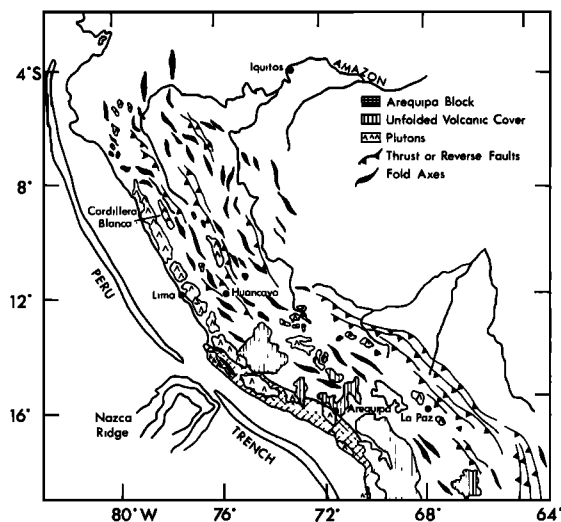 4°S
8°
12°
16°
Iquitos
AMAZON
Arequipa Block
Unfolded Volcanic Cover
Plutons
Thrust or Reverse Faults
Fold Axes
Cordillera
Blanca
PERU
Lima
Huancayo
Nazca
Ridge
TRENCH
Arequipa
La Paz
80°W
76°
72°
68°
64°